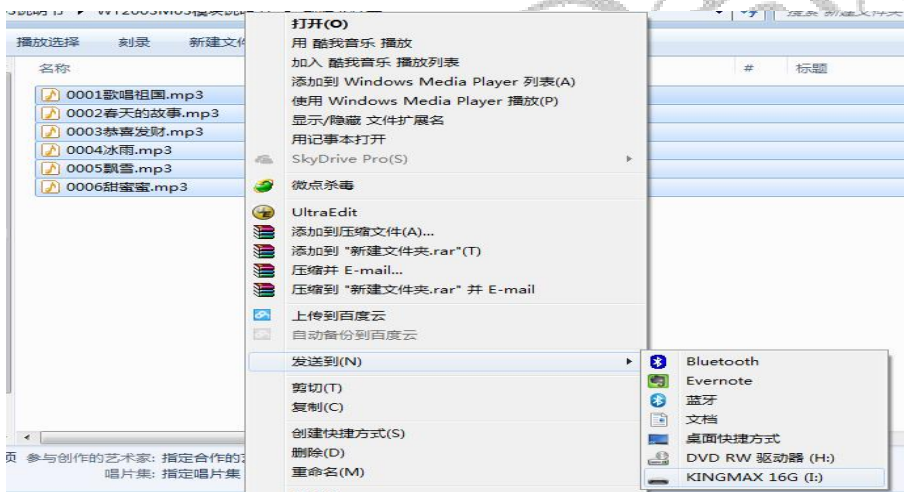 播放选择 刻录 新建文件
名称 # 标题
0001歌唱祖国.mp3
0002春天的故事.mp3
0003恭喜发财.mp3
0004冰雨.mp3
0005飘雪.mp3
0006甜蜜蜜.mp3
打开(O)
用 酷我音乐 播放
加入 酷我音乐 播放列表
添加到 Windows Media Player 列表(A)
使用 Windows Media Player 播放(P)
显示/隐藏 文件扩展名
用记事本打开
SkyDrive Pro(S)
微点杀毒
UltraEdit
添加到压缩文件(A)...
添加到 "新建文件夹.rar"(T)
压缩并 E-mail...
压缩到 "新建文件夹.rar" 并 E-mail
上传到百度云
自动备份到百度云
发送到(N)
剪切(T)
复制(C)
创建快捷方式(S)
删除(D)
重命名(M)
Bluetooth
Evernote
蓝牙
文档
桌面快捷方式
DVD RW 驱动器 (H:)
KINGMAX 16G (I:)
页 参与创作的艺术家: 指定合作的
唱片集: 指定唱片集